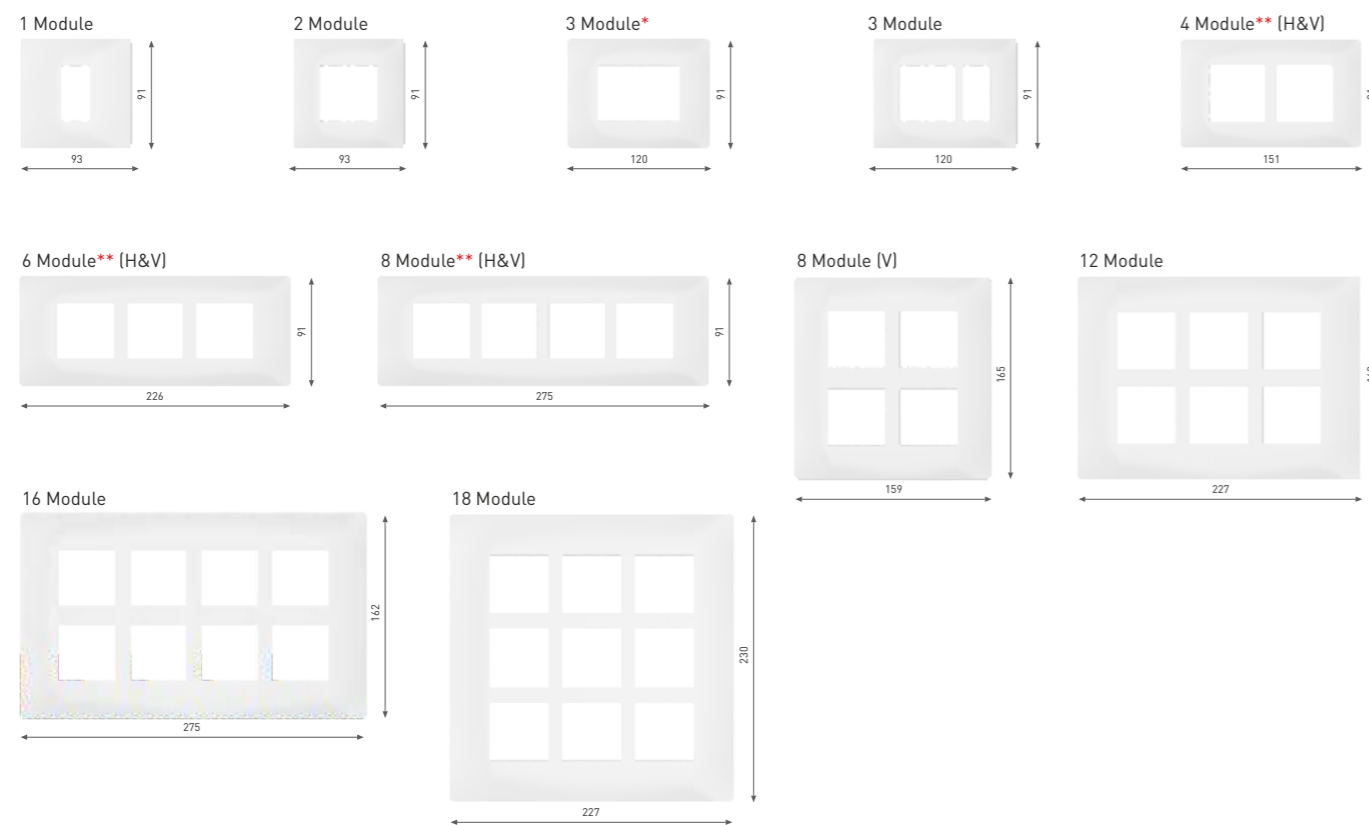 1 Module
2 Module
3 Module*
3 Module
4 Module** (H&V)
91
91
91
91
93
93
120
120
151
6 Module** (H&V)
8 Module** (H&V)
8 Module (V)
12 Module
91
91
165
226
275
159
227
16 Module
18 Module
162
230
275
227